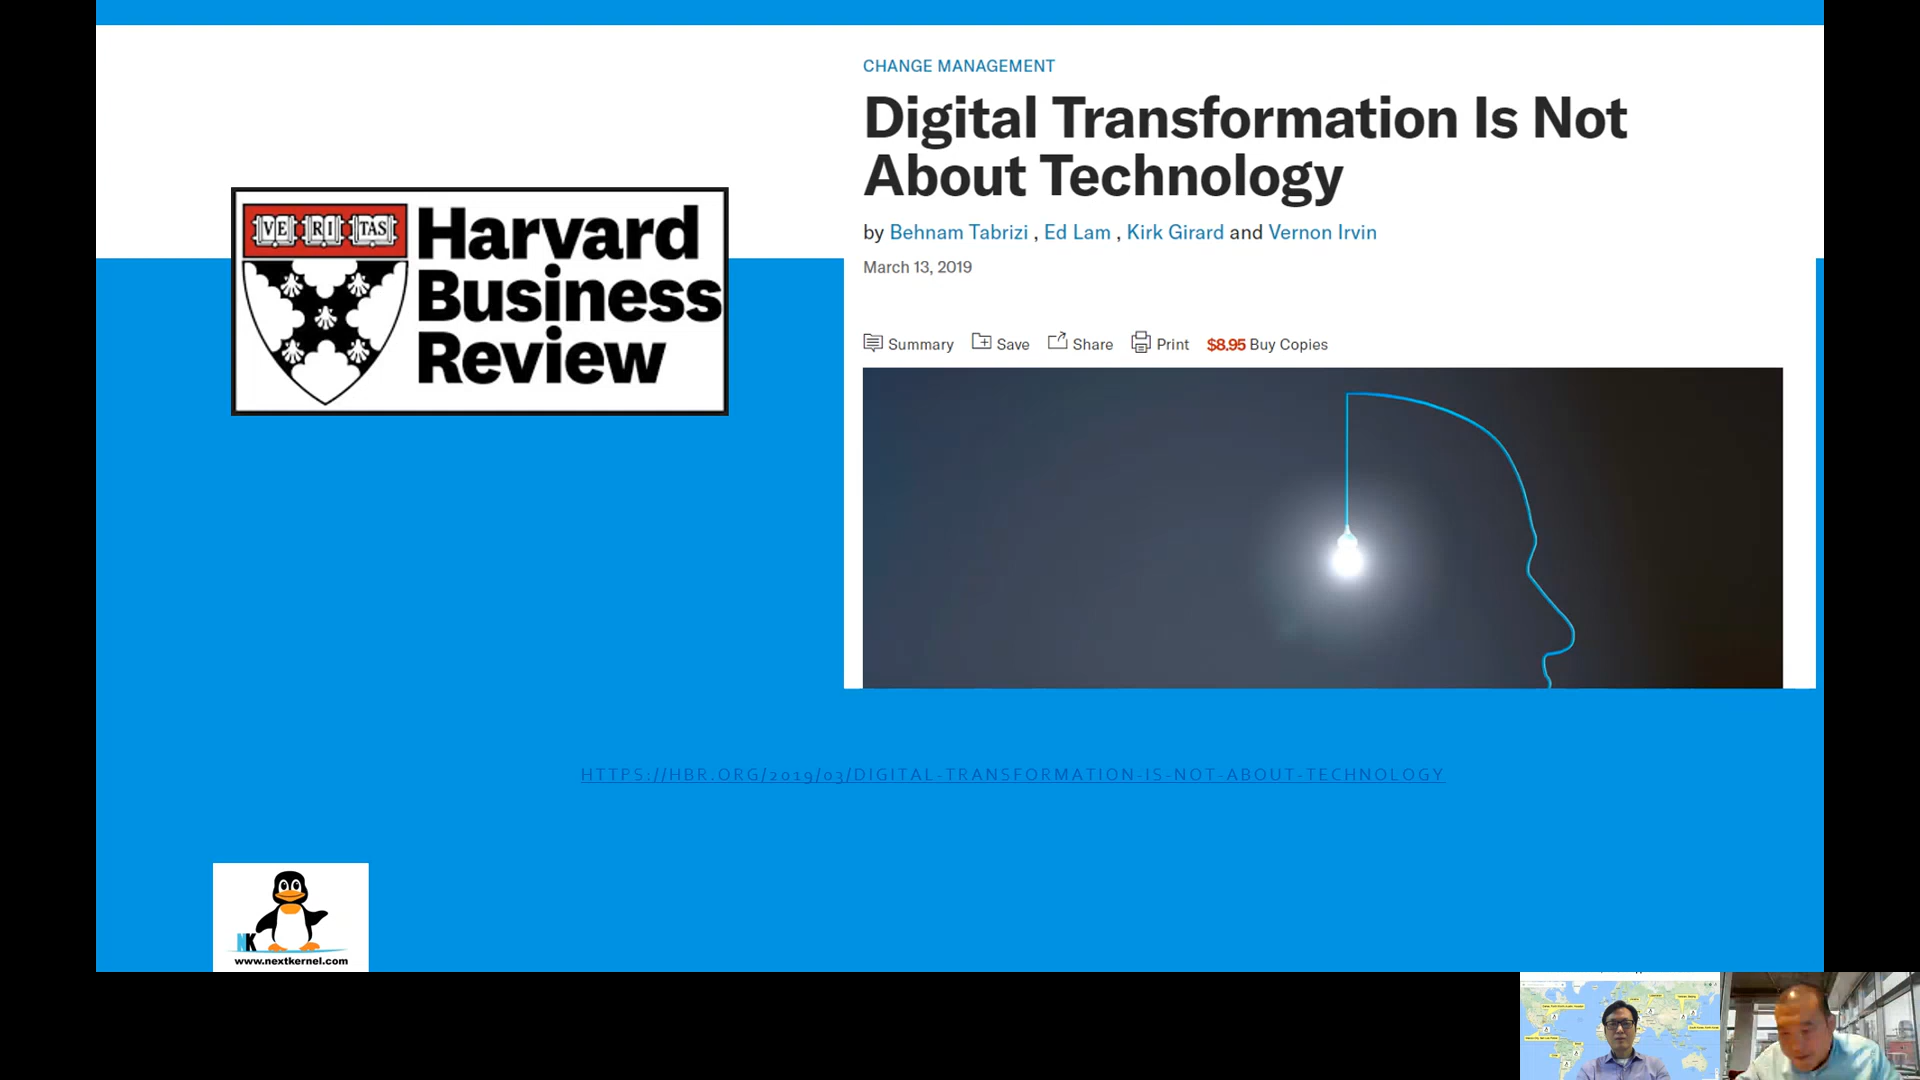 CHANGE MANAGEMENT
Digital Transformation Is Not
About Technology
by Behnam Tabrizi , Ed Lam , Kirk Girard and Vernon Irvin
March 13, 2019
Summary Save Share Print $8.95 Buy Copies
VE RI TAS
Harvard
Business
Review
HTTPS://HBR.ORG/2019/03/DIGITAL-TRANSFORMATION-IS-NOT-ABOUT-TECHNOLOGY
NK
www.nextkernel.com